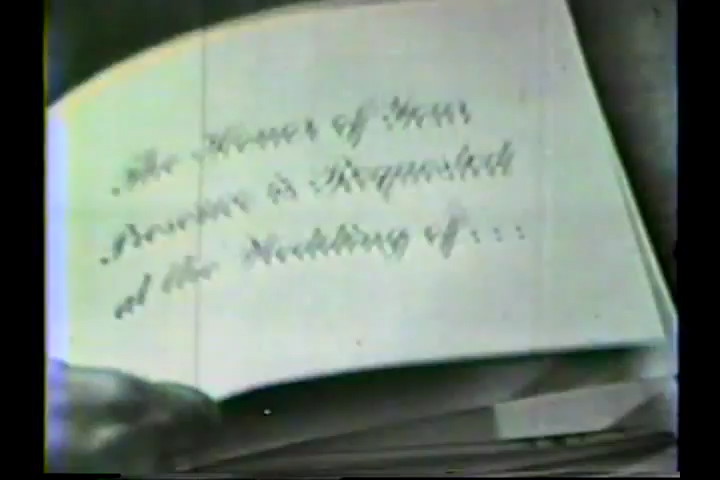 The Honor of Your
Presence is Requested
at the Wedding of...